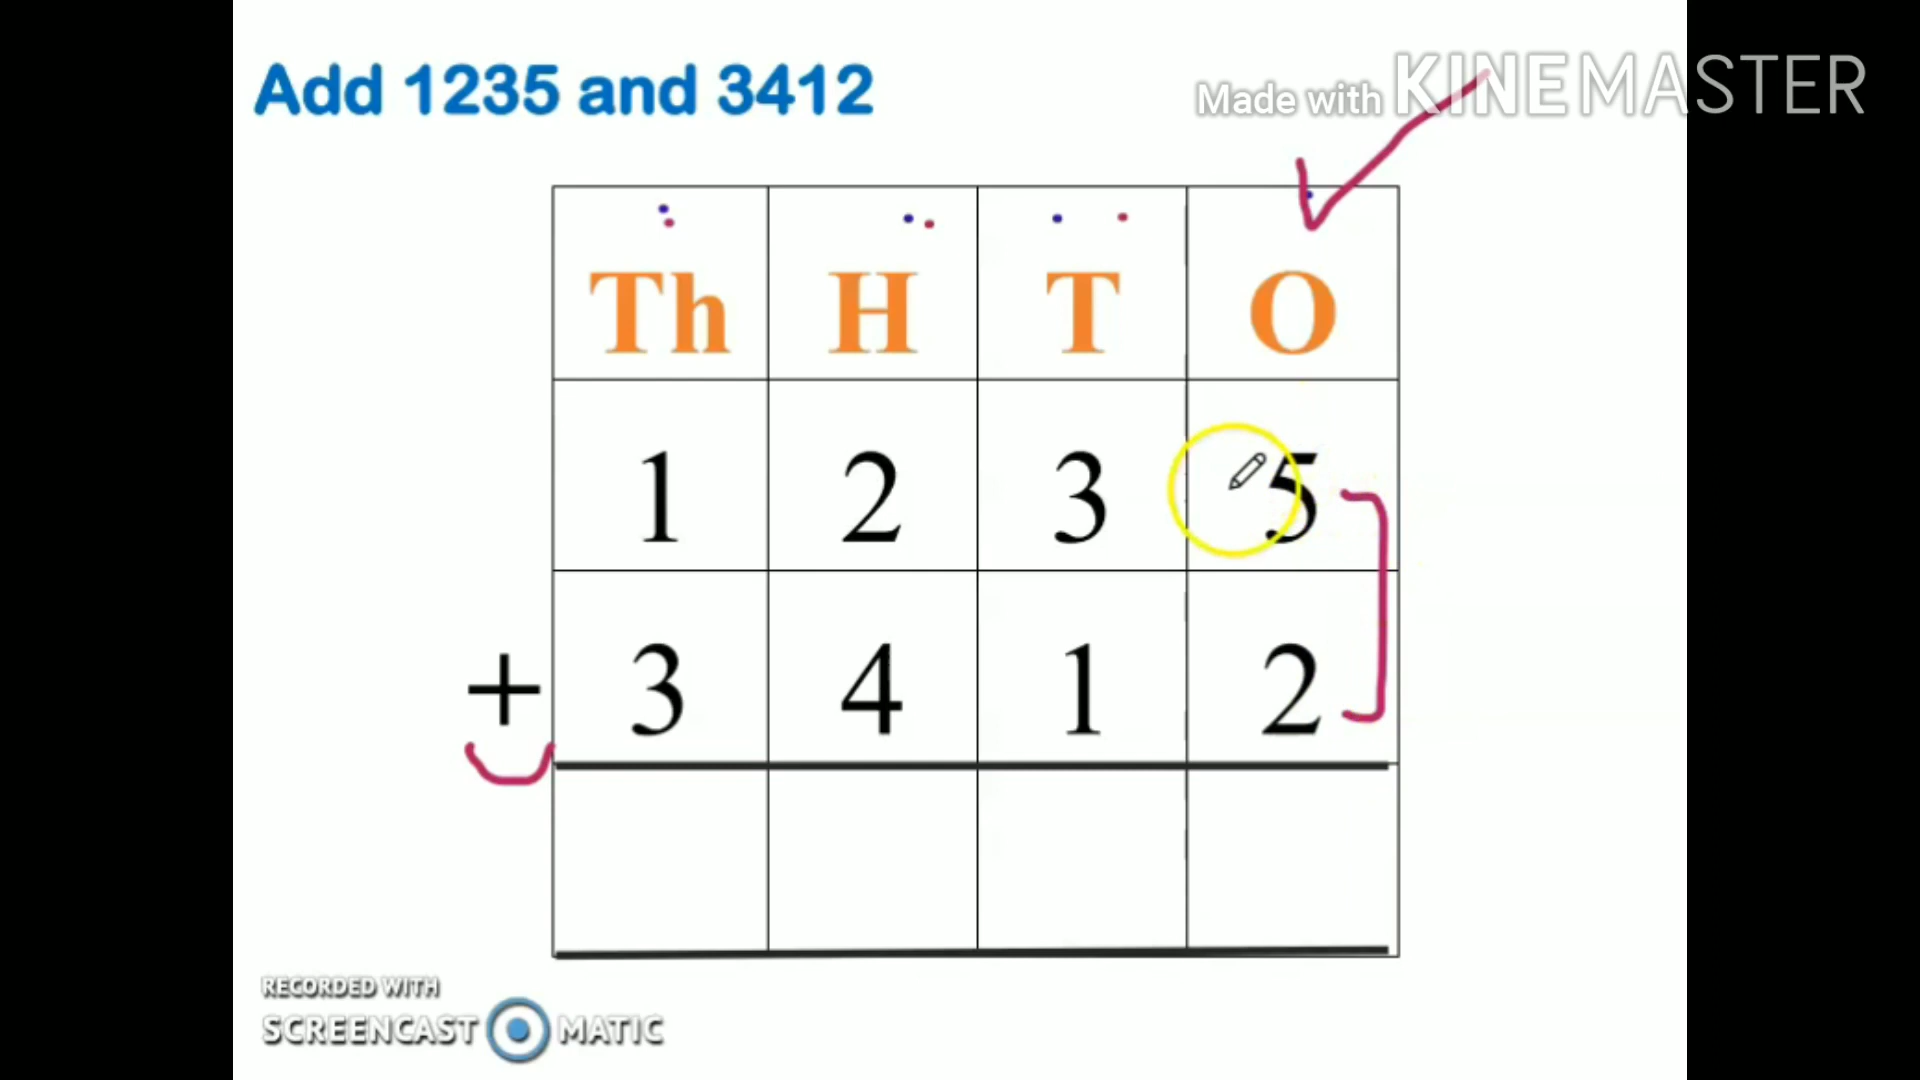 Add 1235 and 3412
Made with KINEMASTER
Th H T O
1 2 3 5
+ 3 4 1 2
RECORDED WITH
SCREENCAST MATIC